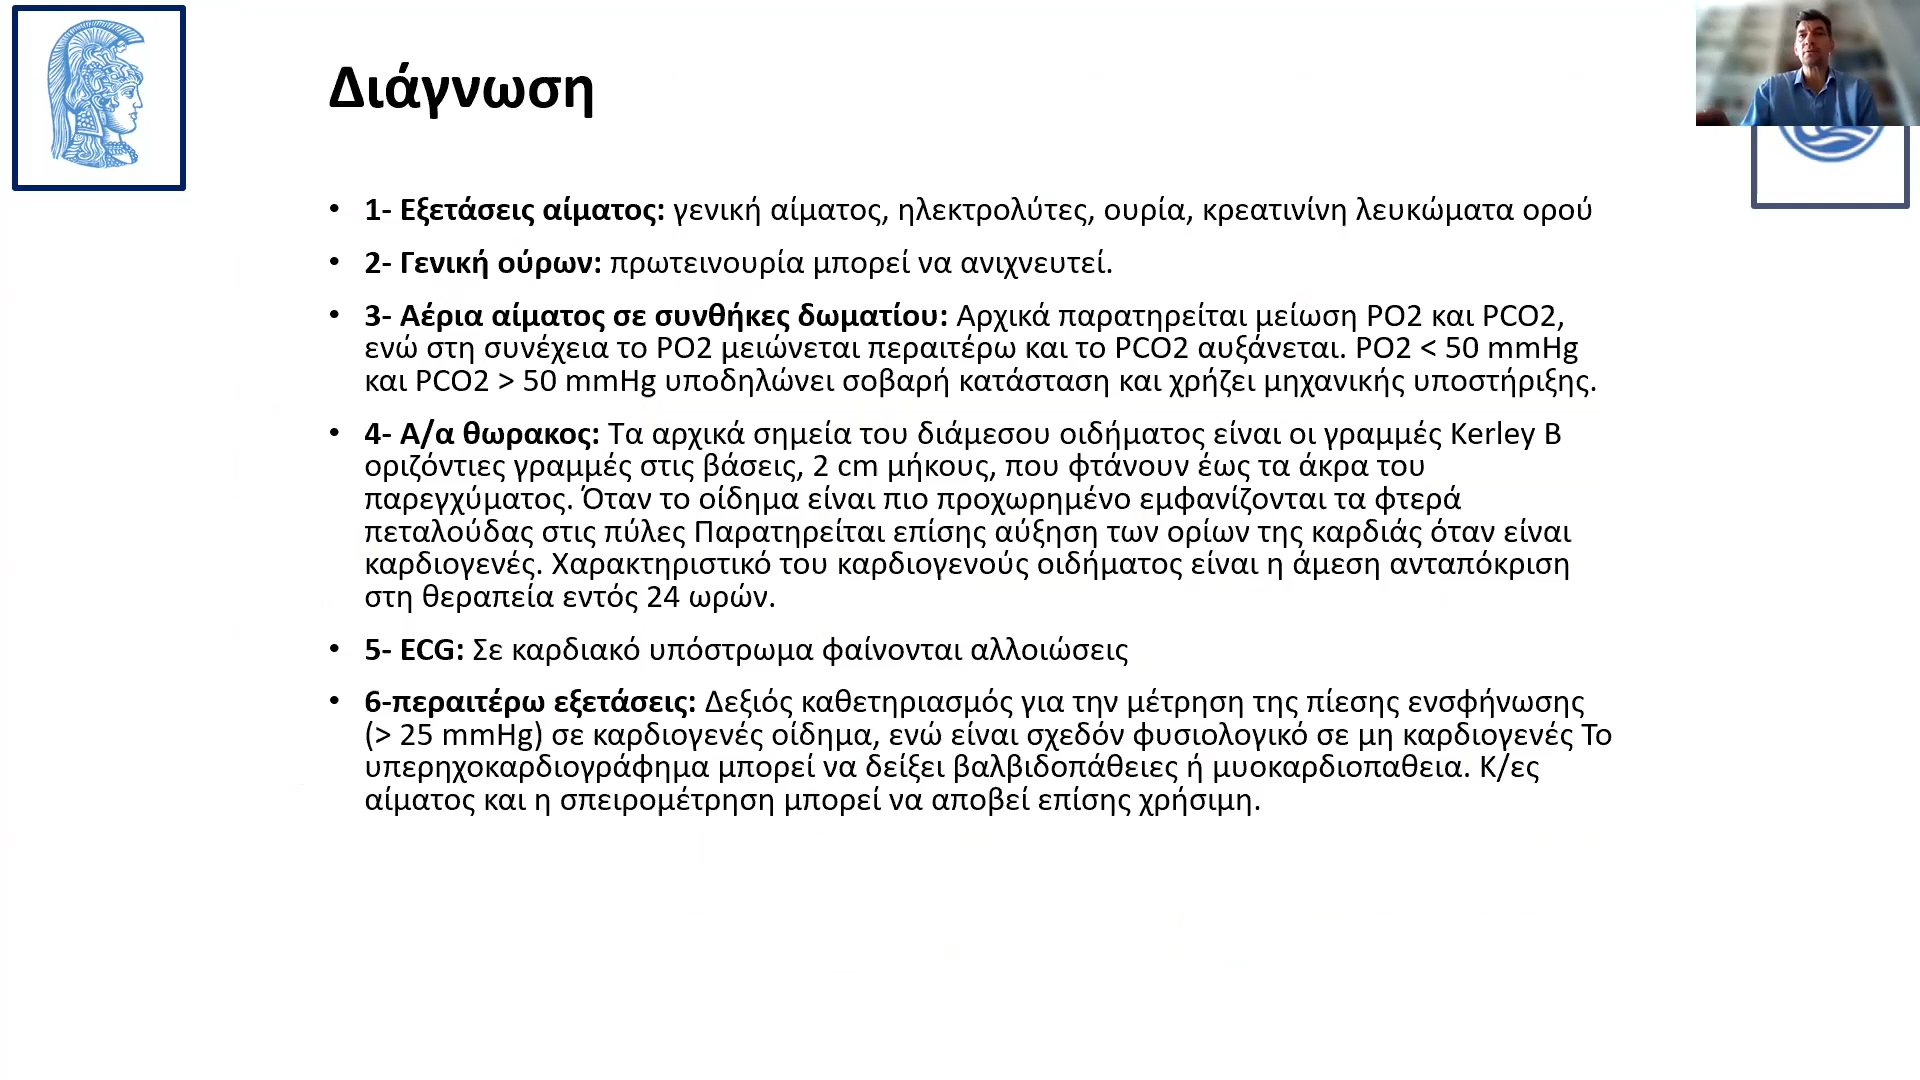 Διάγνωση
• 1- Εξετάσεις αίματος: γενική αίματος, ηλεκτρολύτες, ουρία, κρεατινίνη λευκώματα ορού
• 2- Γενική ούρων: πρωτεινουρία μπορεί να ανιχνευτεί.
• 3- Αέρια αίματος σε συνθήκες δωματίου: Αρχικά παρατηρείται μείωση PO2 και PCO2,
ενώ στη συνέχεια το PO2 μειώνεται περαιτέρω και το PCO2 αυξάνεται. PO2 < 50 mmHg
και PCO2 > 50 mmHg υποδηλώνει σοβαρή κατάσταση και χρήζει μηχανικής υποστήριξης.
• 4- Α/α θωρακος: Τα αρχικά σημεία του διάμεσου οιδήματος είναι οι γραμμές Kerley B
οριζόντιες γραμμές στις βάσεις, 2 cm μήκους, που φτάνουν έως τα άκρα του
παρεγχύματος. Όταν το οίδημα είναι πιο προχωρημένο εμφανίζονται τα φτερά
πεταλούδας στις πύλες Παρατηρείται επίσης αύξηση των ορίων της καρδιάς όταν είναι
καρδιογενές. Χαρακτηριστικό του καρδιογενούς οιδήματος είναι η άμεση ανταπόκριση
στη θεραπεία εντός 24 ωρών.
• 5- ECG: Σε καρδιακό υπόστρωμα φαίνονται αλλοιώσεις
• 6-περαιτέρω εξετάσεις: Δεξιός καθετηριασμός για την μέτρηση της πίεσης ενσφήνωσης
(> 25 mmHg) σε καρδιογενές οίδημα, ενώ είναι σχεδόν φυσιολογικό σε μη καρδιογενές Το
υπερηχοκαρδιογράφημα μπορεί να δείξει βαλβιδοπάθειες ή μυοκαρδιοπαθεια. Κ/ες
αίματος και η σπειρομέτρηση μπορεί να αποβεί επίσης χρήσιμη.